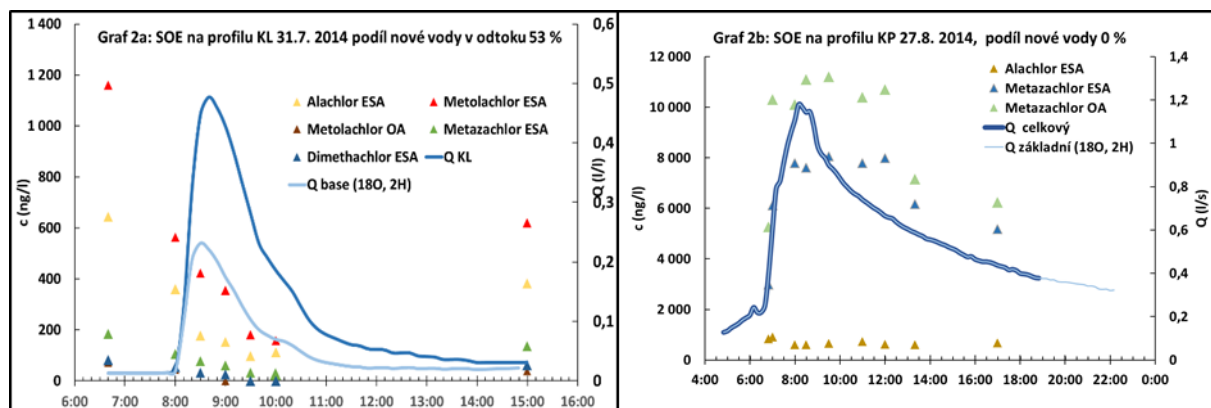 Graf 2a: SOE na profilu KL 31.7. 2014 podíl nové vody v odtoku 53 %
1 400
1 200
1 000
800
600
400
200
0
c (ng/l)
Alachlor ESA
Metolachlor ESA
Metolachlor OA
Metazachlor ESA
Dimethachlor ESA
Q KL
Q base (18O, 2H)
0,6
0,5
0,4
0,3
0,2
0,1
0
Q (l/l)
6:00 7:00 8:00 9:00 10:00 11:00 12:00 13:00 14:00 15:00 16:00
Graf 2b: SOE na profilu KP 27.8. 2014, podíl nové vody 0 %
12 000
10 000
8 000
6 000
4 000
2 000
0
c (ng/l)
Alachlor ESA
Metazachlor ESA
Metazachlor OA
Q celkový
Q základní (18O, 2H)
1,4
1,2
1
0,8
0,6
0,4
0,2
0
Q (l/s)
4:00 6:00 8:00 10:00 12:00 14:00 16:00 18:00 20:00 22:00 0:00